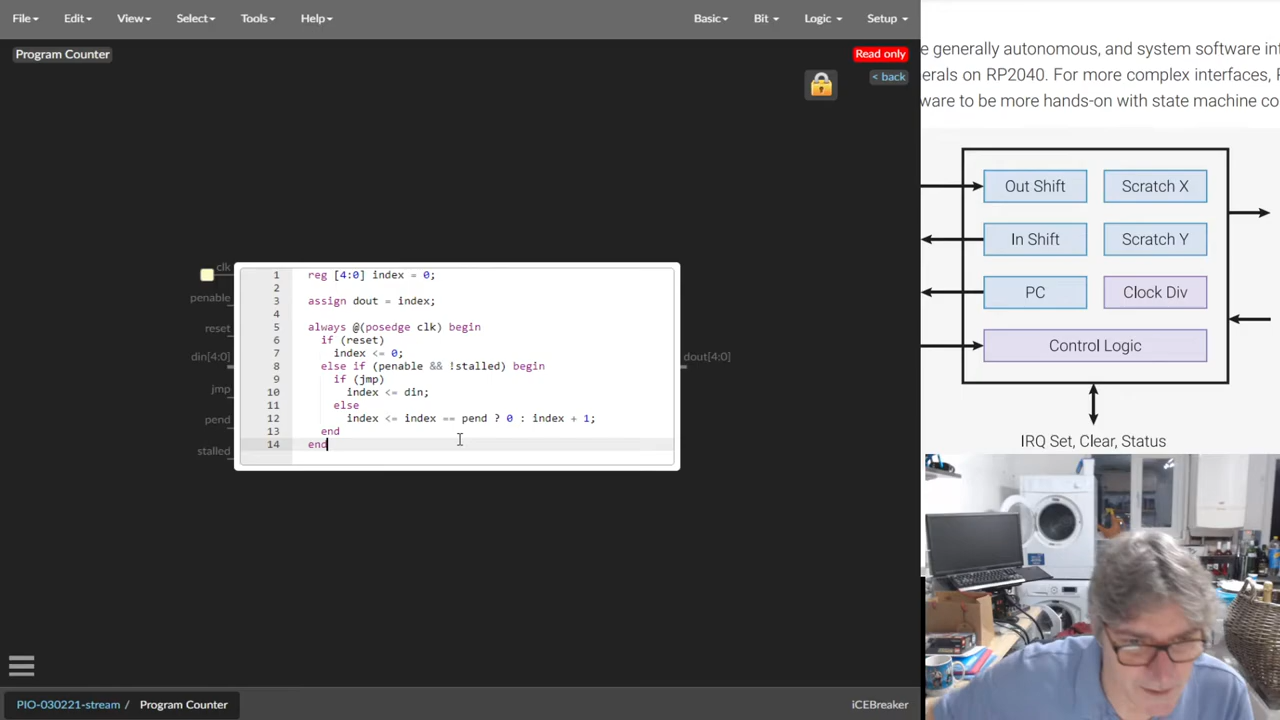 File Edit View Select Tools Help Basic Bit Logic Setup
Program Counter
Read only
< back
clk
penable
reset
din[4:0]
jmp
pend
stalled
dout[4:0]
1 reg [4:0] index = 0;
2
3 assign dout = index;
4
5 always @(posedge clk) begin
6 if (reset)
7 index <= 0;
8 else if (penable && !stalled) begin
9 if (jmp)
10 index <= din;
11 else
12 index <= index == pend ? 0 : index + 1;
13 end
14 end
PIO-030221-stream / Program Counter
iCEBreaker
e generally autonomous, and system software in
erals on RP2040. For more complex interfaces,
ware to be more hands-on with state machine co
Out Shift Scratch X
In Shift Scratch Y
PC Clock Div
Control Logic
IRQ Set, Clear, Status